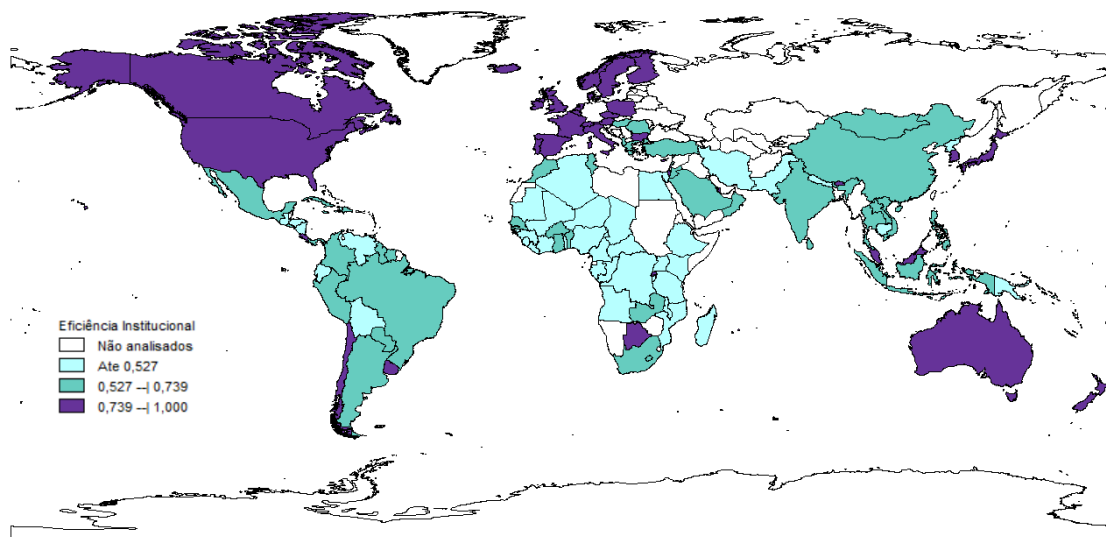 Eficiência Institucional
Não analisados
Ate 0,527
0,527 --| 0,739
0,739 --| 1,000